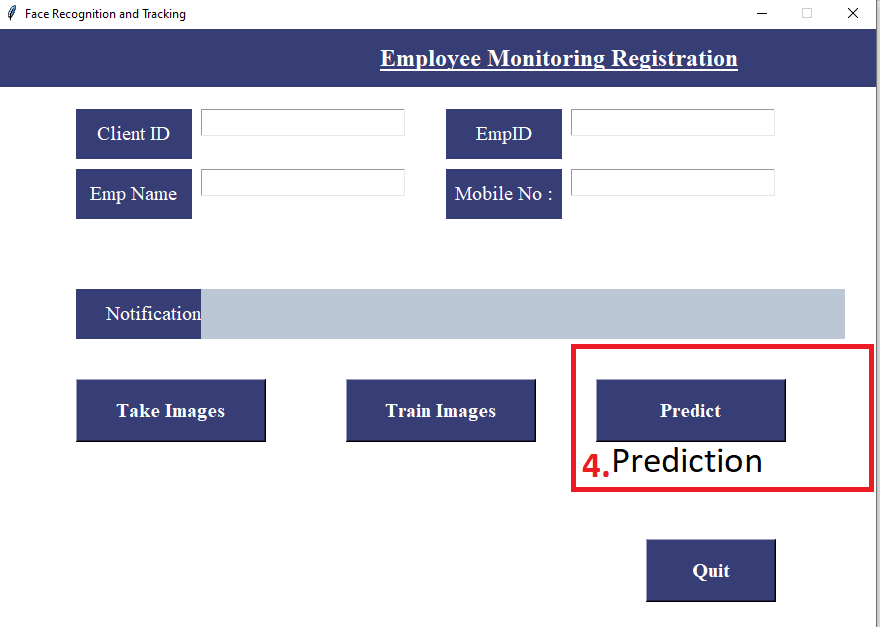 Face Recognition and Tracking
Employee Monitoring Registration
Client ID
EmpID
Emp Name
Mobile No :
Notification
Take Images
Train Images
Predict
4.Prediction
Quit